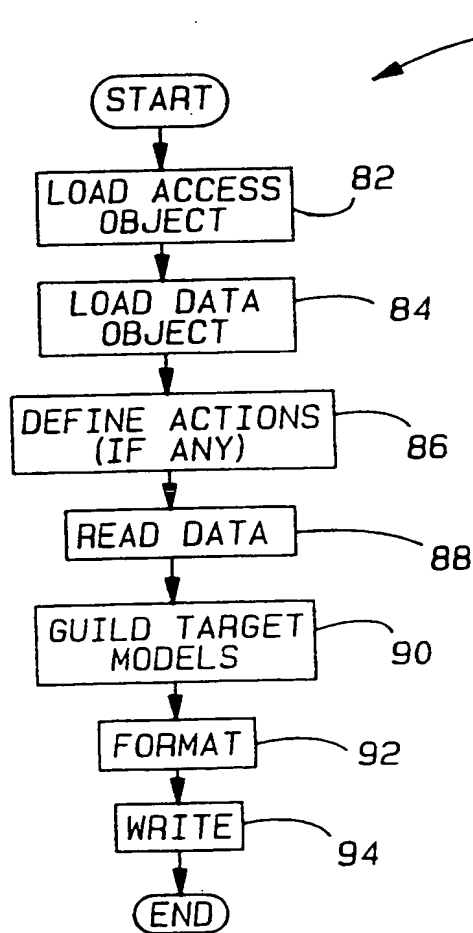 START
LOAD ACCESS
OBJECT
82
LOAD DATA
OBJECT
84
DEFINE ACTIONS
(IF ANY)
86
READ DATA
88
GUILD TARGET
MODELS
90
FORMAT
92
WRITE
94
END